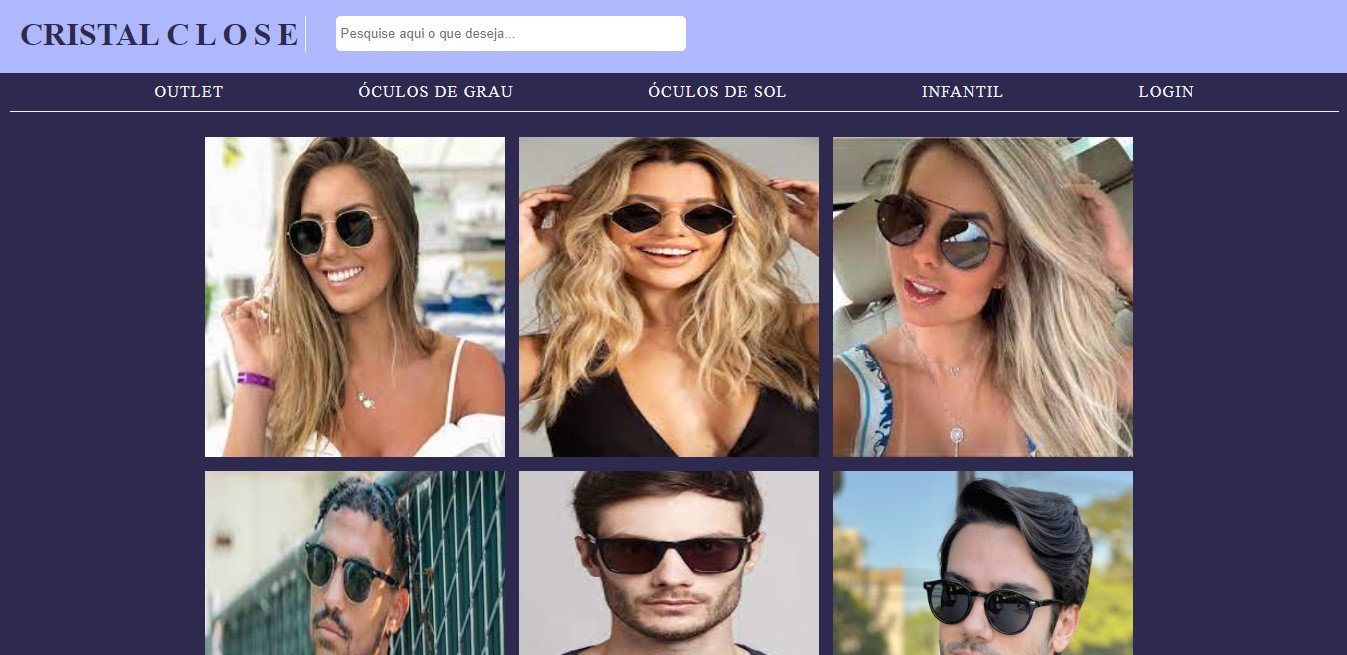 CRISTAL C L O S E
Pesquise aqui o que deseja...
OUTLET ÓCULOS DE GRAU ÓCULOS DE SOL INFANTIL LOGIN